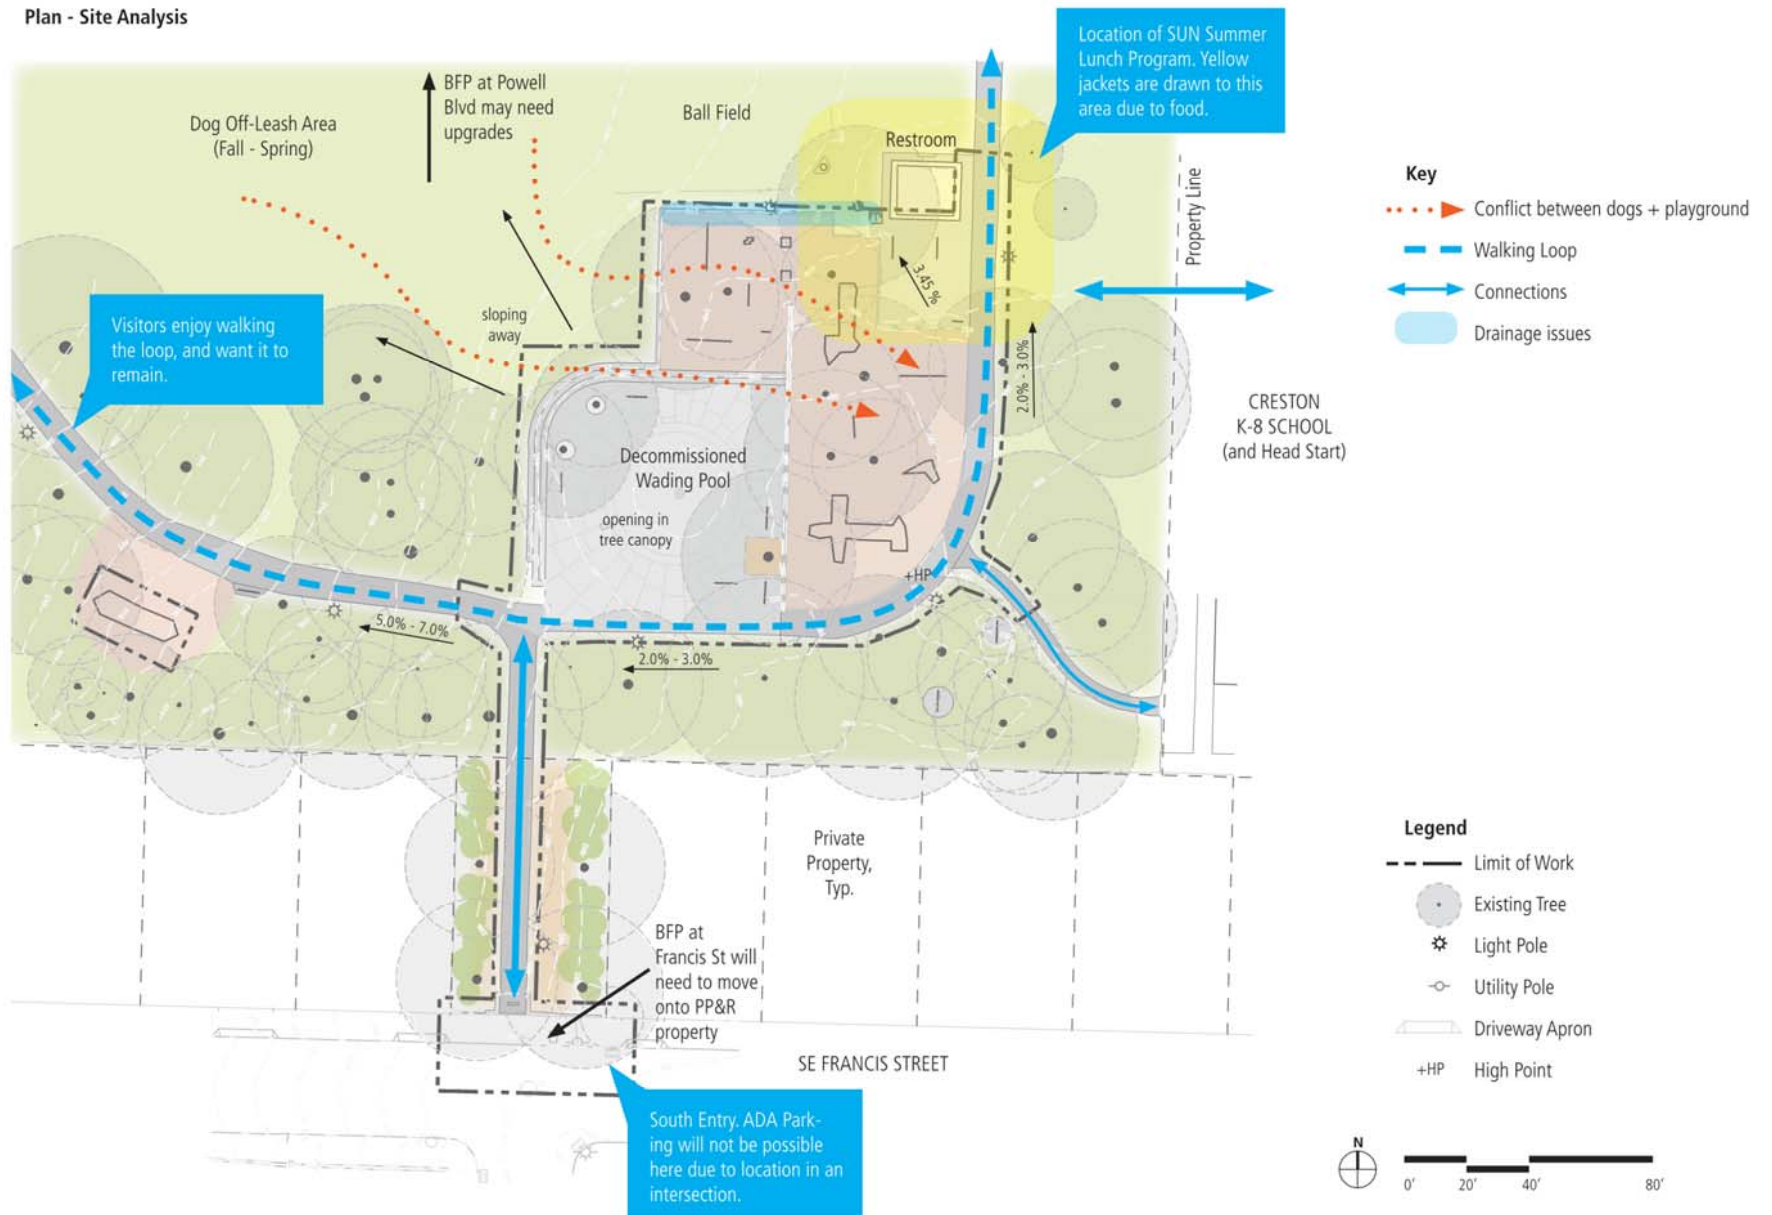 Plan - Site Analysis
Location of SUN Summer
Lunch Program. Yellow
jackets are drawn to this
area due to food.
BFP at Powell
Blvd may need
upgrades
Dog Off-Leash Area
(Fall - Spring)
Ball Field
Restroom
Property Line
Key
Conflict between dogs + playground
Walking Loop
Connections
Drainage issues
Visitors enjoy walking
the loop, and want it to
remain.
sloping
away
3.45 %
2.0% - 3.0%
CRESTON
K-8 SCHOOL
(and Head Start)
Decommissioned
Wading Pool
opening in
tree canopy
+HP
5.0% - 7.0%
2.0% - 3.0%
Private
Property,
Typ.
BFP at
Francis St will
need to move
onto PP&R
property
SE FRANCIS STREET
South Entry. ADA Park-
ing will not be possible
here due to location in an
intersection.
Legend
Limit of Work
Existing Tree
Light Pole
Utility Pole
Driveway Apron
+HP High Point
N
0' 20' 40' 80'